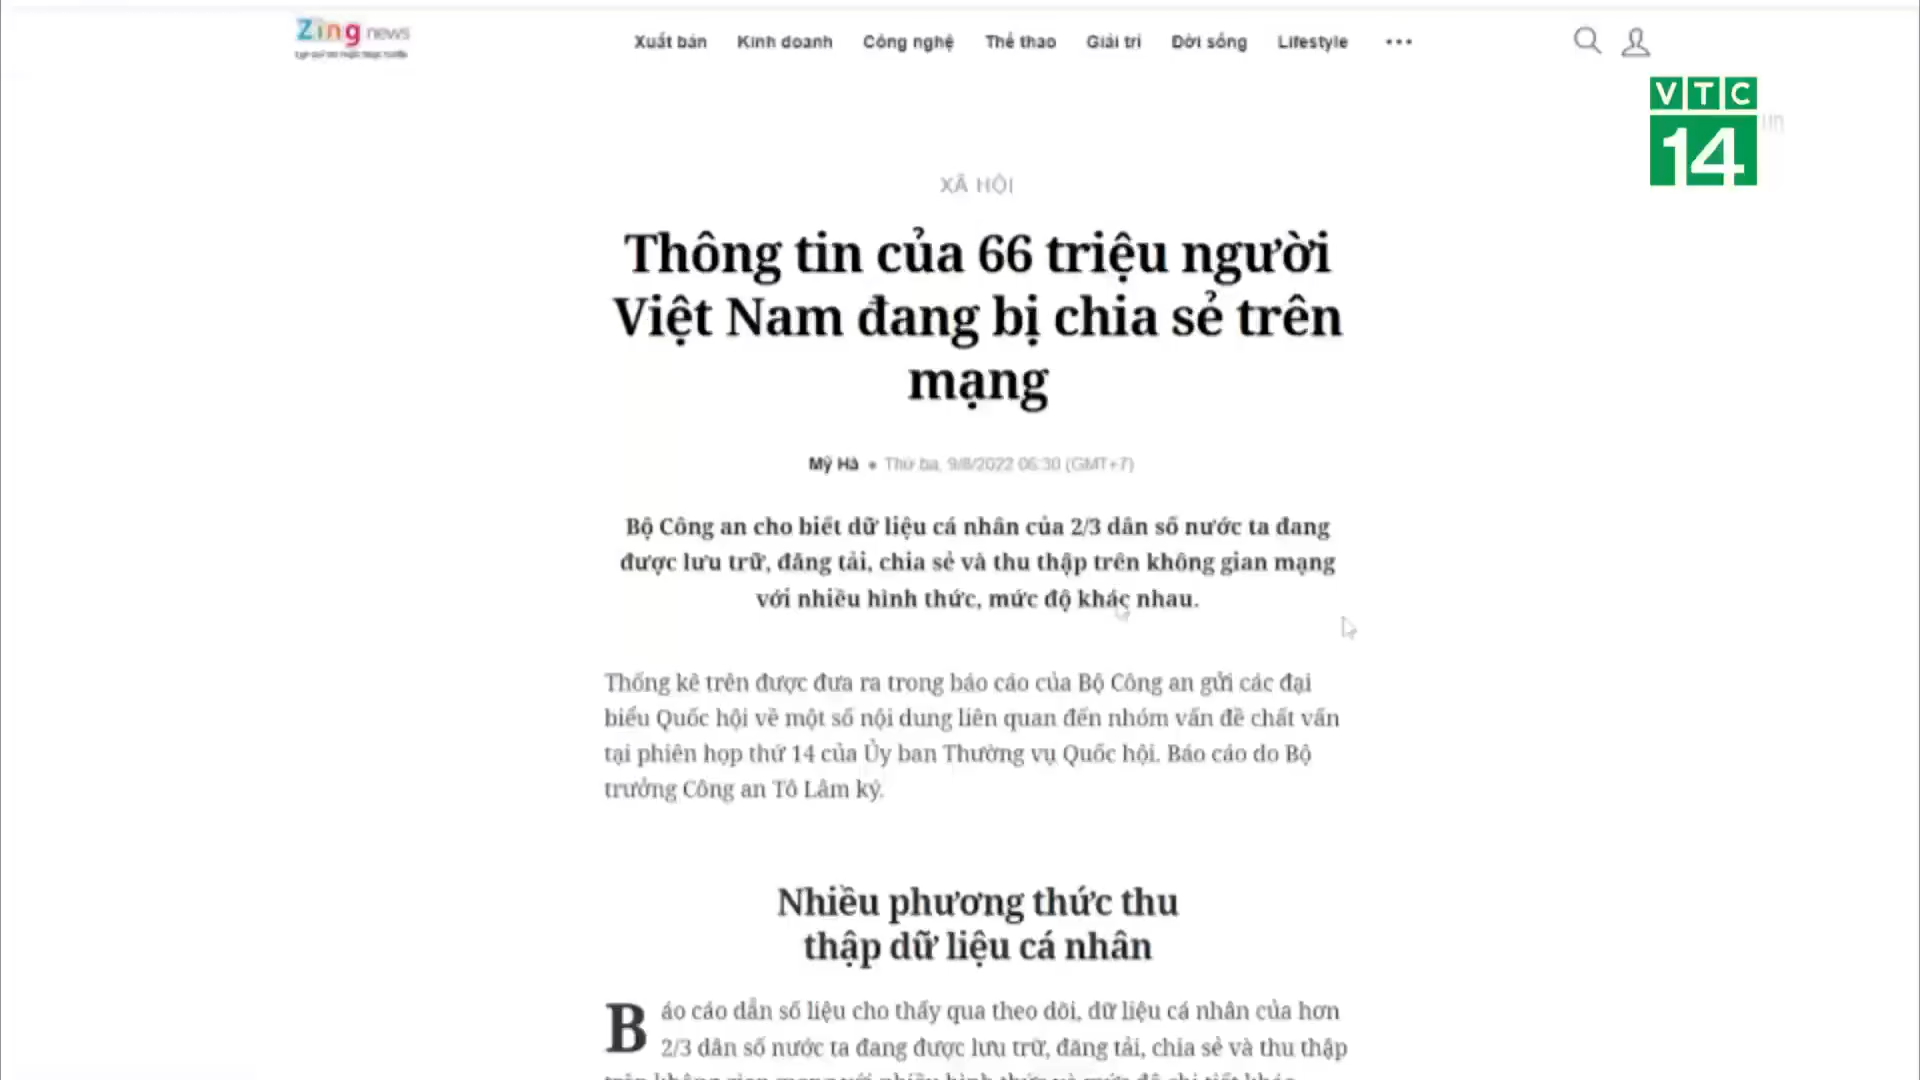 Zing news
Xuất bản Kinh doanh Công nghệ Thể thao Giải trí Đời sống Lifestyle
VTC
14
XÃ HỘI
Thông tin của 66 triệu người
Việt Nam đang bị chia sẻ trên
mạng
Mỹ Hà • Thứ ba, 9/8/2022 06:30 (GMT+7)
Bộ Công an cho biết dữ liệu cá nhân của 2/3 dân số nước ta đang
được lưu trữ, đăng tải, chia sẻ và thu thập trên không gian mạng
với nhiều hình thức, mức độ khác nhau.
Thống kê trên được đưa ra trong báo cáo của Bộ Công an gửi các đại
biểu Quốc hội về một số nội dung liên quan đến nhóm vấn đề chất vấn
tại phiên họp thứ 14 của Ủy ban Thường vụ Quốc hội. Báo cáo do Bộ
trưởng Công an Tô Lâm ký.
Nhiều phương thức thu
thập dữ liệu cá nhân
Báo cáo dẫn số liệu cho thấy qua theo dõi, dữ liệu cá nhân của hơn
2/3 dân số nước ta đang được lưu trữ, đăng tải, chia sẻ và thu thập